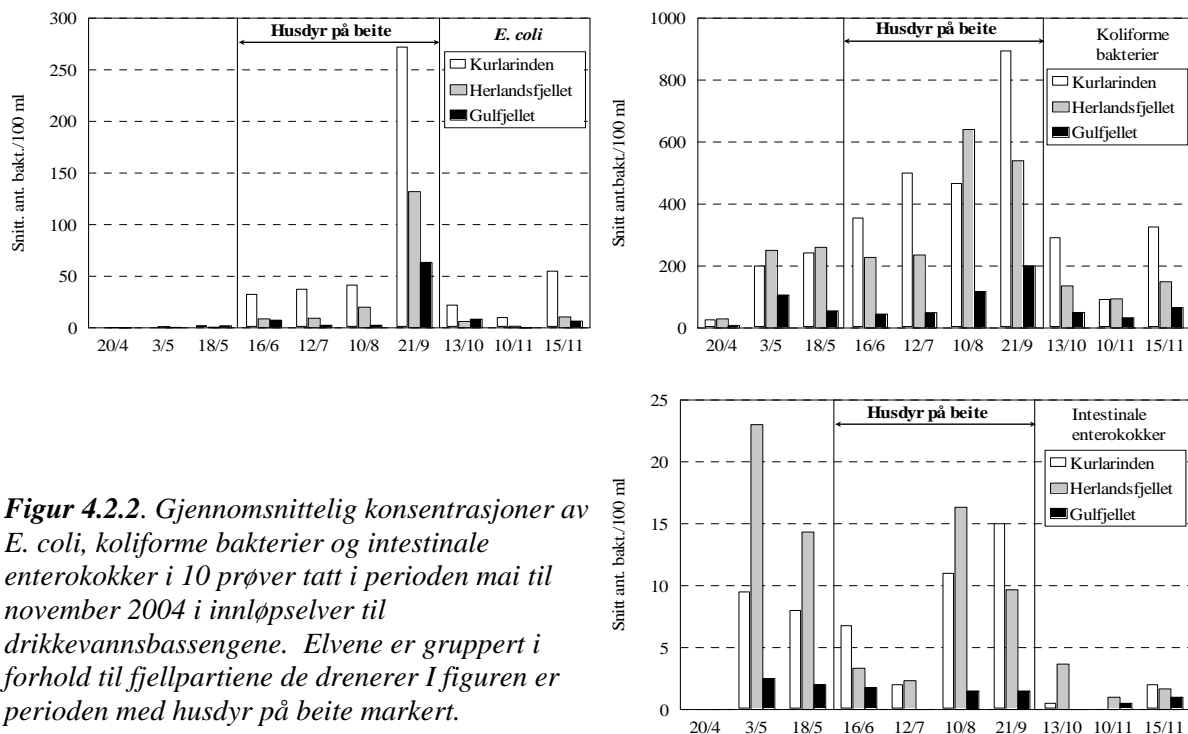 300
250
200
150
100
50
0
Snitt. ant. bakt./100 ml
Husdyr på beite
E. coli
Kurlarinden
Herlandsfjellet
Gulfjellet
20/4 3/5 18/5 16/6 12/7 10/8 21/9 13/10 10/11 15/11
1000
800
600
400
200
0
Snitt ant.bakt./100 ml
Husdyr på beite
Koliforme
bakterier
Kurlarinden
Herlandsfjellet
Gulfjellet
20/4 3/5 18/5 16/6 12/7 10/8 21/9 13/10 10/11 15/11
25
20
15
10
5
0
Snitt ant. bakt./100 ml
Husdyr på beite
Intestinale
enterokokker
Kurlarinden
Herlandsfjellet
Gulfjellet
20/4 3/5 18/5 16/6 12/7 10/8 21/9 13/10 10/11 15/11
Figur 4.2.2. Gjennomsnittelig konsentrasjoner av
E. coli, koliforme bakterier og intestinale
enterokokker i 10 prøver tatt i perioden mai til
november 2004 i innløpselver til
drikkevannsbassengene. Elvene er gruppert i
forhold til fjellpartiene de drenerer I figuren er
perioden med husdyr på beite markert.